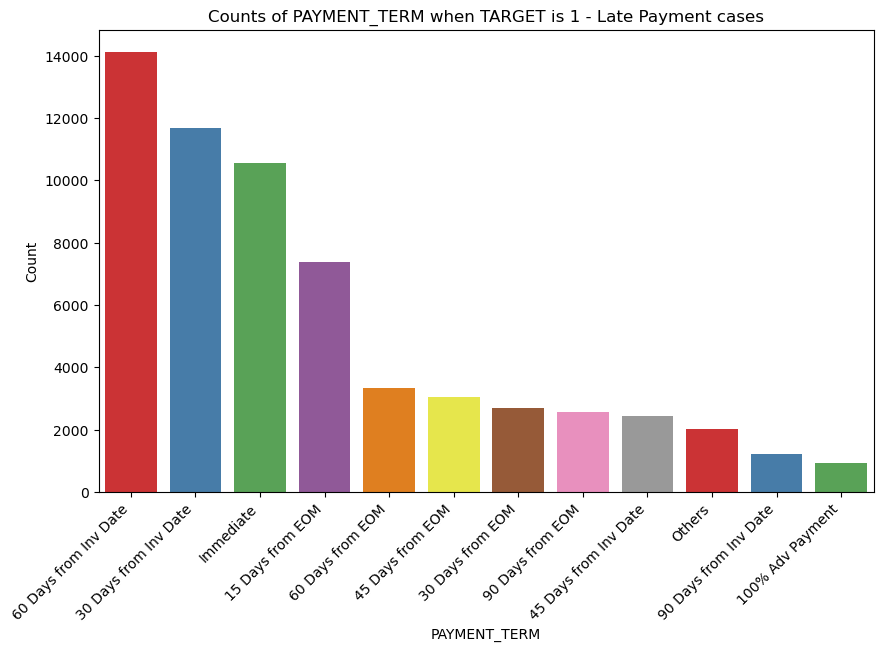 Counts of PAYMENT_TERM when TARGET is 1 - Late Payment cases
Count
14000
12000
10000
8000
6000
4000
2000
0
60 Days from Inv Date
30 Days from Inv Date
Immediate
15 Days from EOM
60 Days from EOM
45 Days from EOM
30 Days from EOM
90 Days from EOM
45 Days from Inv Date
Others
90 Days from Inv Date
100% Adv Payment
PAYMENT_TERM